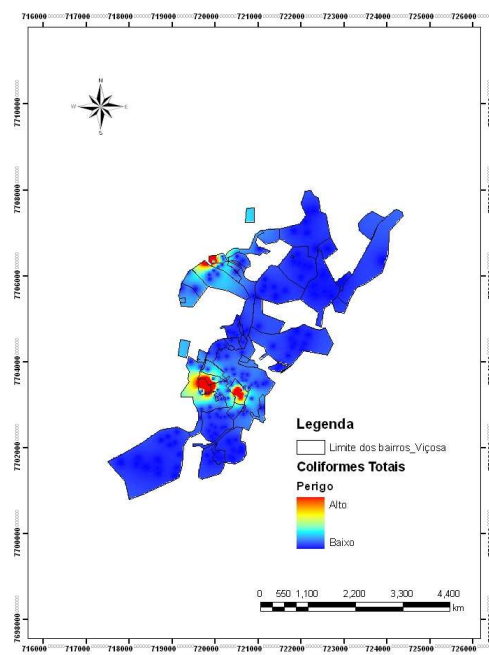 716000 717000 718000 719000 720000 721000 722000 723000 724000 725000 726000
7710000
7708000
7706000
7704000
7702000
7700000
7698000
N
W E
S
Legenda
Limite dos bairros_Viçosa
Coliformes Totais
Perigo
Alto
Baixo
0 550 1,100 2,200 3,300 4,400
km
716000 717000 718000 719000 720000 721000 722000 723000 724000 725000 726000